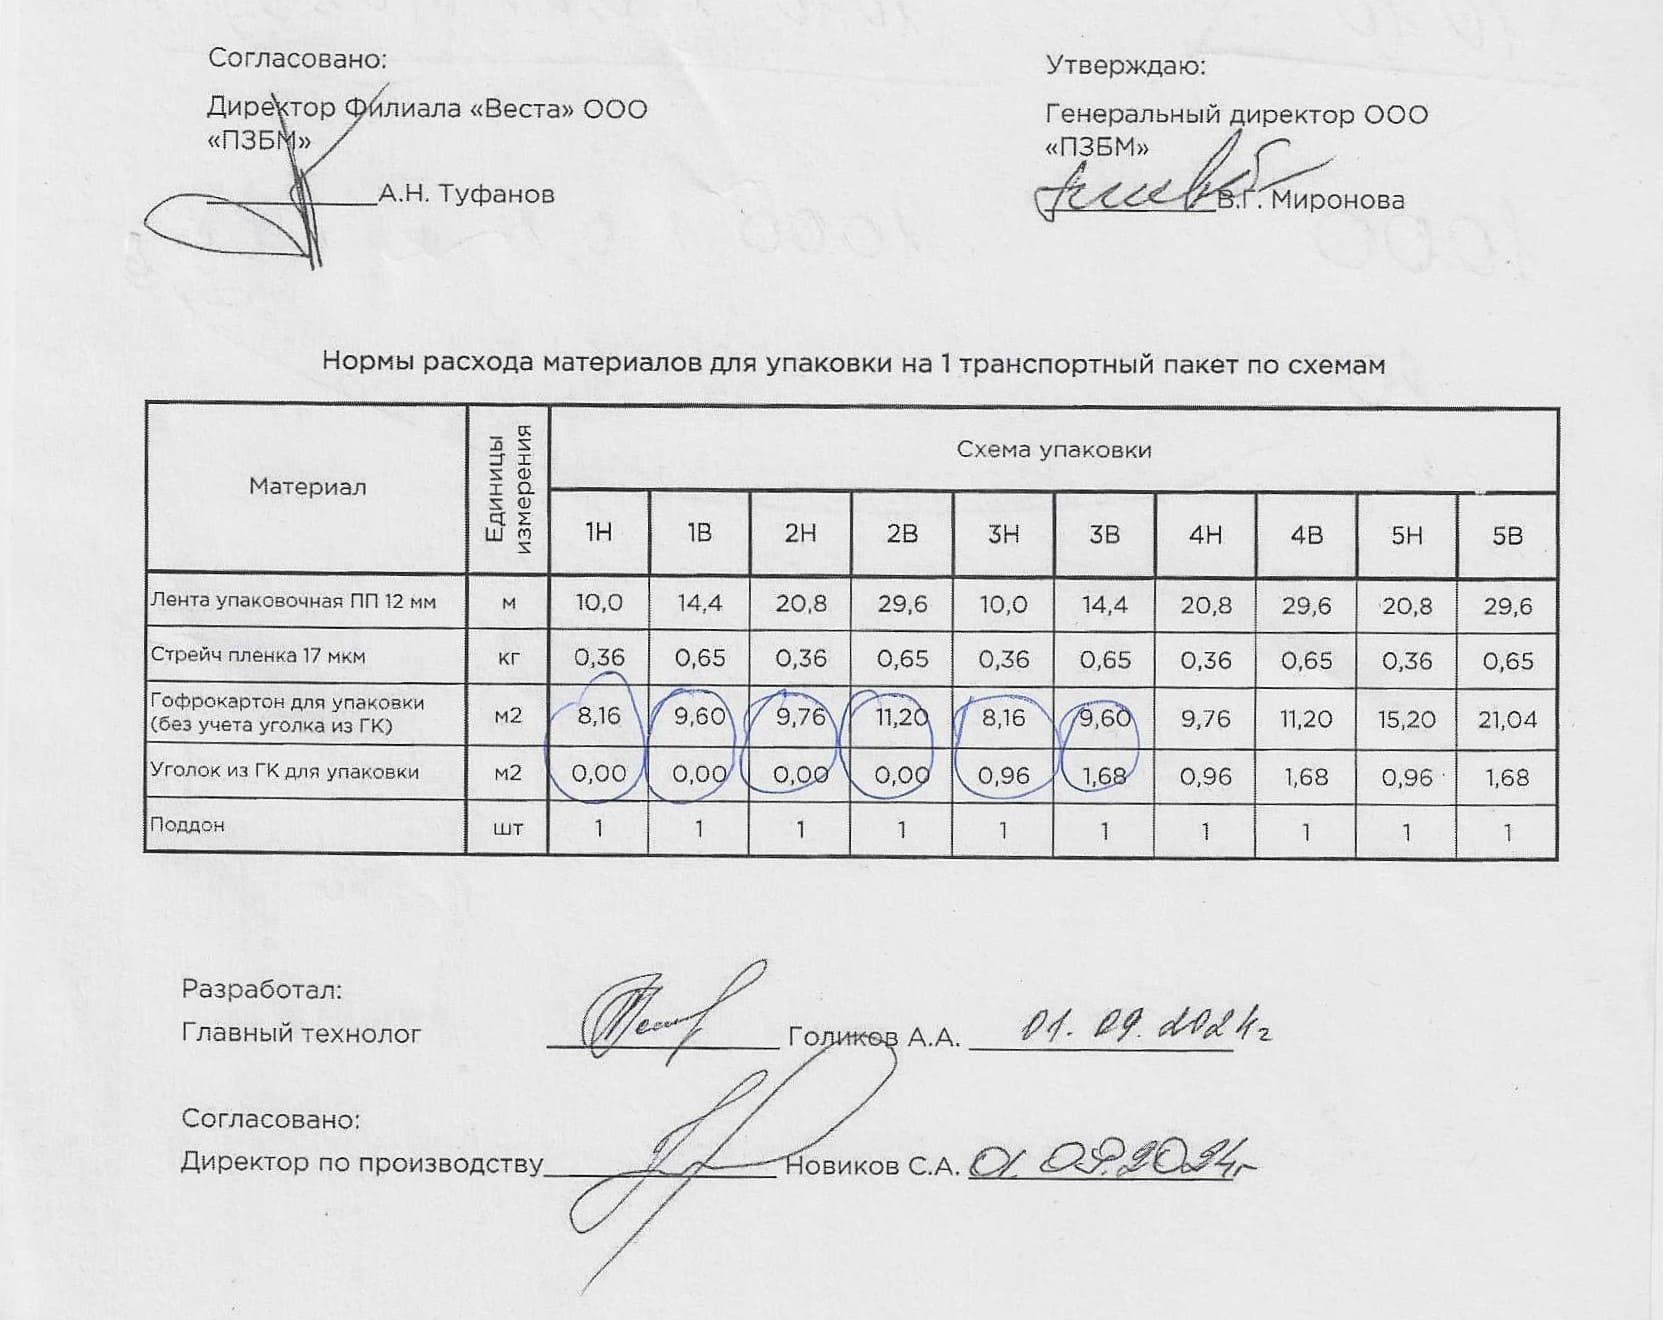 Согласовано:
Директор Филиала «Веста» ООО
«ПЗБМ»
А.Н. Туфанов
Утверждаю:
Генеральный директор ООО
«ПЗБМ»
В.Г. Миронова
Нормы расхода материалов для упаковки на 1 транспортный пакет по схемам
Материал
Единицы
измерения
Схема упаковки
1Н 1В 2Н 2В 3Н 3В 4Н 4В 5Н 5В
Лента упаковочная ПП 12 мм м 10,0 14,4 20,8 29,6 10,0 14,4 20,8 29,6 20,8 29,6
Стрейч пленка 17 мкм кг 0,36 0,65 0,36 0,65 0,36 0,65 0,36 0,65 0,36 0,65
Гофрокартон для упаковки
(без учета уголка из ГК) м2 8,16 9,60 9,76 11,20 8,16 9,60 9,76 11,20 15,20 21,04
Уголок из ГК для упаковки м2 0,00 0,00 0,00 0,00 0,96 1,68 0,96 1,68 0,96 1,68
Поддон шт 1 1 1 1 1 1 1 1 1 1
Разработал:
Главный технолог Голиков А.А. 01.09.2024г
Согласовано:
Директор по производству Новиков С.А. 01.09.2024г